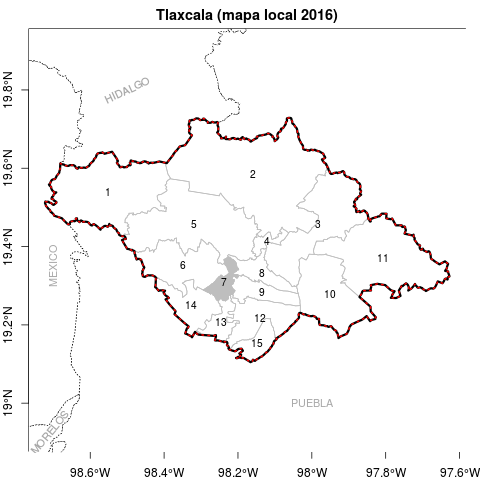 Tlaxcala (mapa local 2016)
HIDALGO
MEXICO
MORELOS
PUEBLA
1
2
3
4
5
6
7
8
9
10
11
12
13
14
15
19.8°N
19.6°N
19.4°N
19.2°N
19°N
98.6°W
98.4°W
98.2°W
98°W
97.8°W
97.6°W